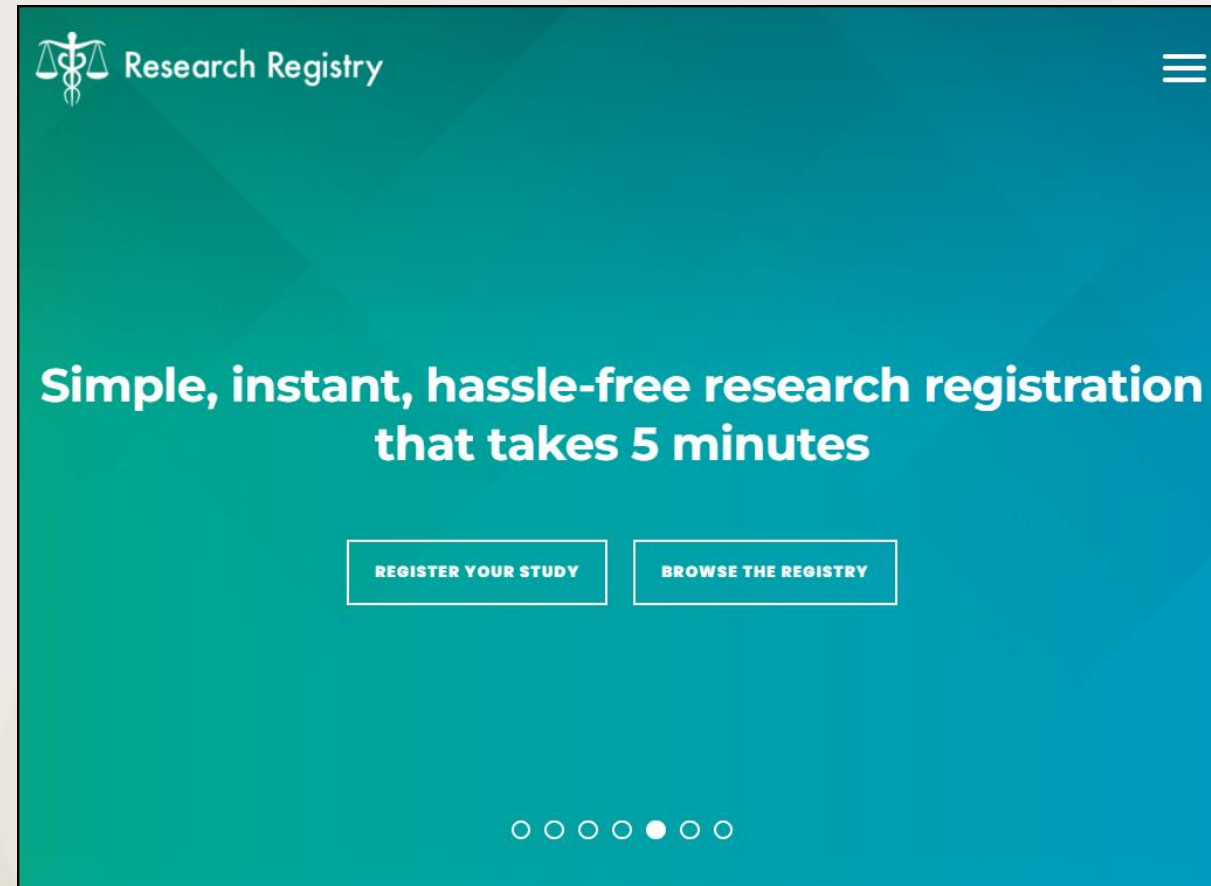 Research Registry
Simple, instant, hassle-free research registration
that takes 5 minutes
REGISTER YOUR STUDY
BROWSE THE REGISTRY